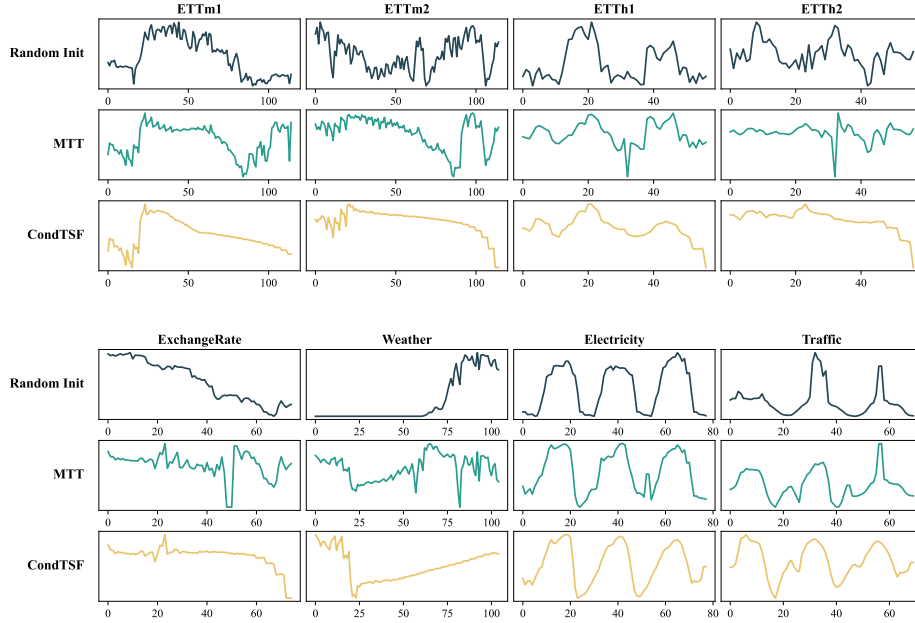 ETTm1 ETTm2 ETTh1 ETTh2
Random Init
0 50 100 0 50 100 0 20 40 0 20 40
MTT
0 50 100 0 50 100 0 20 40 0 20 40
CondTSF
0 50 100 0 50 100 0 20 40 0 20 40
ExchangeRate Weather Electricity Traffic
Random Init
0 20 40 60 0 25 50 75 100 0 20 40 60 80 0 20 40 60
MTT
0 20 40 60 0 25 50 75 100 0 20 40 60 80 0 20 40 60
CondTSF
0 20 40 60 0 25 50 75 100 0 20 40 60 80 0 20 40 60